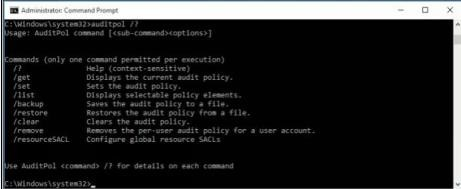 Administrator: Command Prompt
C:\Windows\system32>auditpol /?
Usage: AuditPol command [<sub-command><options>]
Commands (only one command permitted per execution)
/? Help (context-sensitive)
/get Displays the current audit policy.
/set Sets the audit policy.
/list Displays selectable policy elements.
/backup Saves the audit policy to a file.
/restore Restores the audit policy from a file.
/clear Clears the audit policy.
/remove Removes the per-user audit policy for a user account.
/resourceSACL Configure global resource SACLs
Use AuditPol <command> /? for details on each command
C:\Windows\system32>_